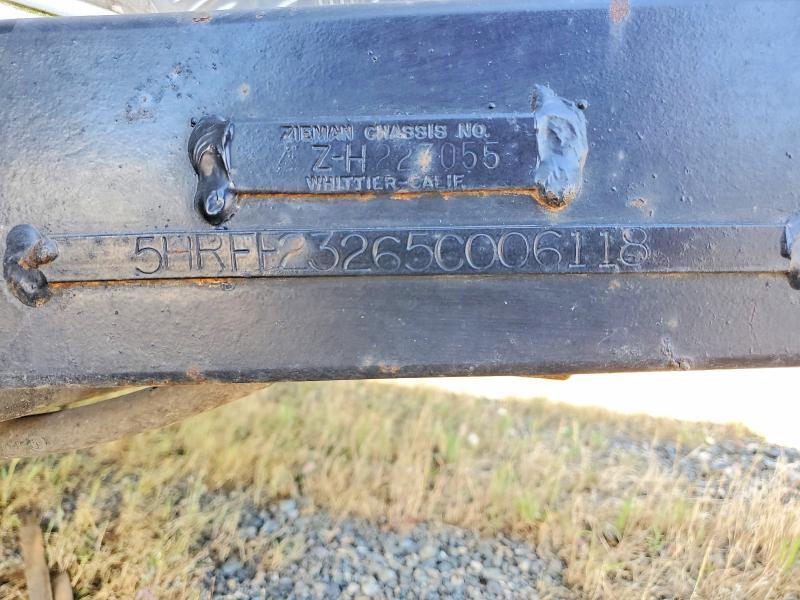 ZIEMAN CHASSIS NO.
WHITTIER-CALIF.
5HRFF23265C006118